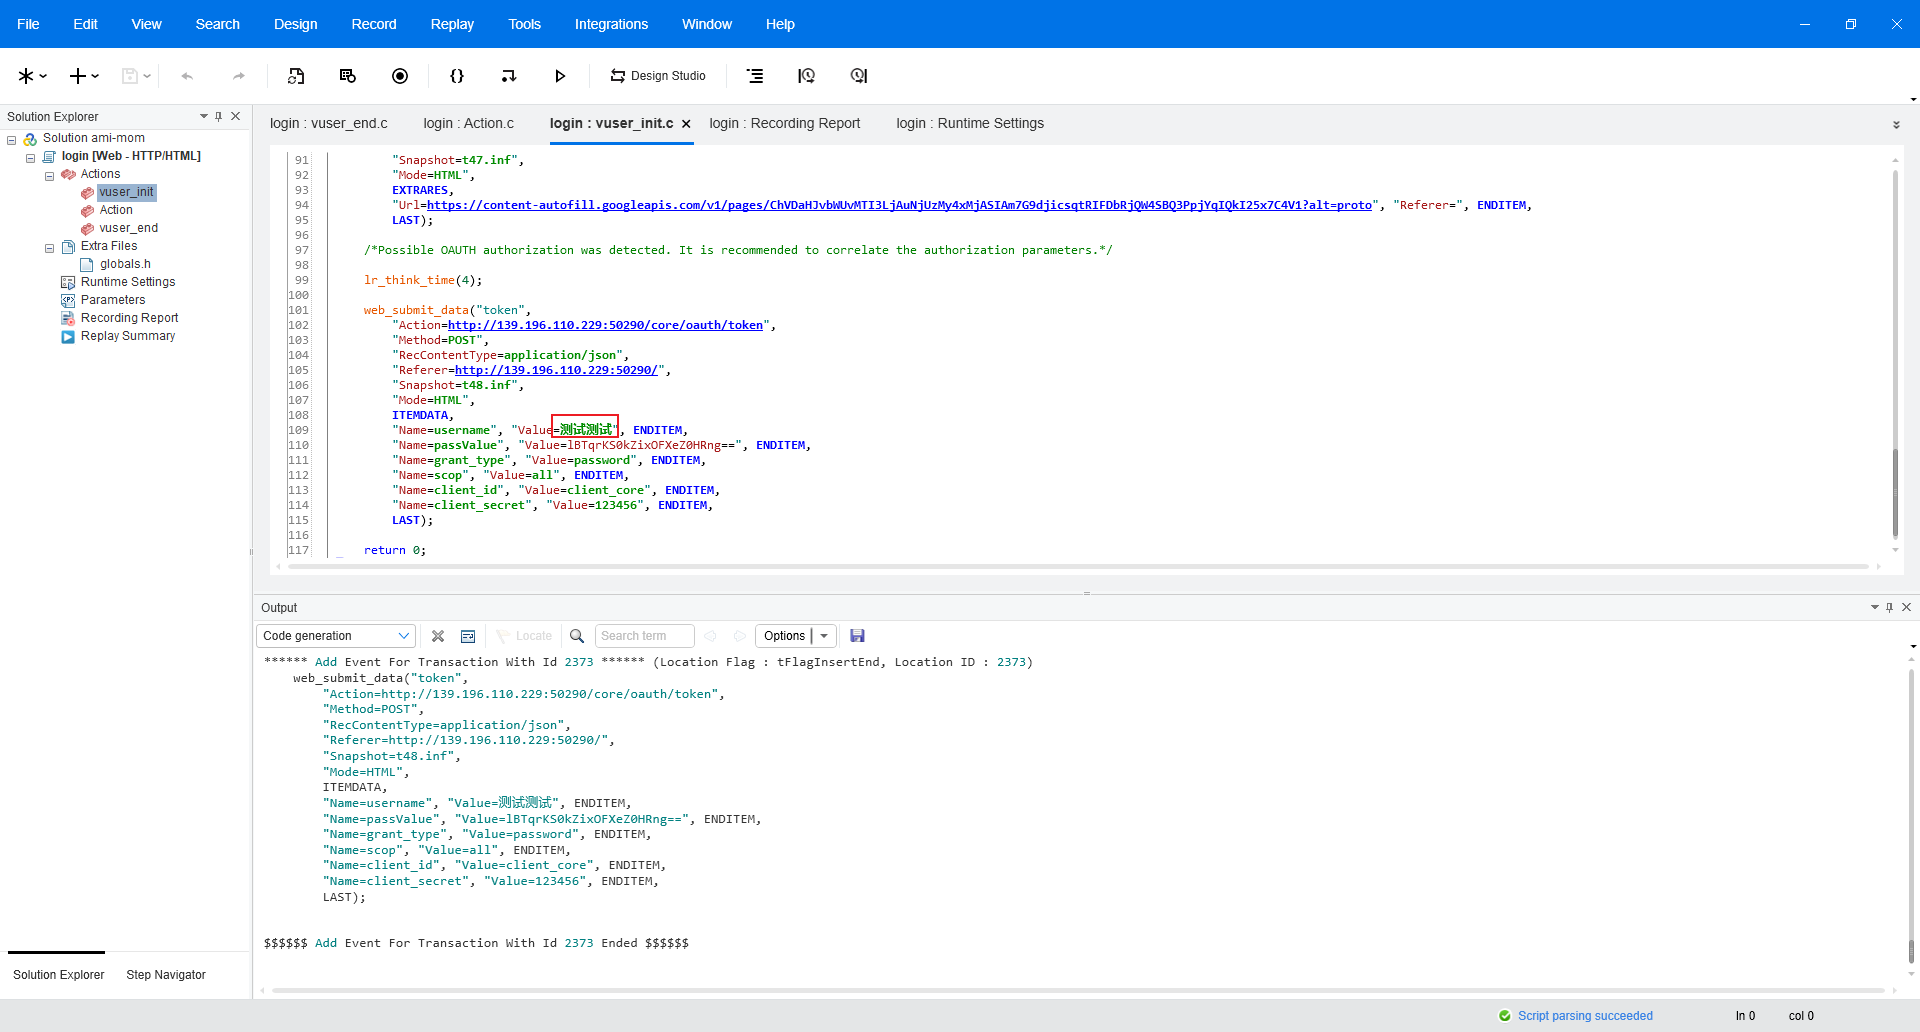 File Edit View Search Design Record Replay Tools Integrations Window Help
Design Studio
Solution Explorer
Solution ami-mom
login [Web - HTTP/HTML]
Actions
vuser_init
Action
vuser_end
Extra Files
globals.h
Runtime Settings
Parameters
Recording Report
Replay Summary
Solution Explorer Step Navigator
login : vuser_end.c login : Action.c login : vuser_init.c login : Recording Report login : Runtime Settings
91 "Snapshot=t47.inf",
92 "Mode=HTML",
93 EXTRARES,
94 "Url=https://content-autofill.googleapis.com/v1/pages/ChVDaHJvbWUvMTI3LjAuNjUzMy4xMjASIAm7G9djicsqtRIFDbRjQW4SBQ3PpjYqIQkI25x7C4V1?alt=proto", "Referer=", ENDITEM,
95 LAST);
96
97 /*Possible OAUTH authorization was detected. It is recommended to correlate the authorization parameters.*/
98
99 lr_think_time(4);
100
101 web_submit_data("token",
102 "Action=http://139.196.110.229:50290/core/oauth/token",
103 "Method=POST",
104 "RecContentType=application/json",
105 "Referer=http://139.196.110.229:50290/",
106 "Snapshot=t48.inf",
107 "Mode=HTML",
108 ITEMDATA,
109 "Name=username", "Value=测试测试", ENDITEM,
110 "Name=passValue", "Value=lBTqrKS0kZixOFXeZ0HRng==", ENDITEM,
111 "Name=grant_type", "Value=password", ENDITEM,
112 "Name=scop", "Value=all", ENDITEM,
113 "Name=client_id", "Value=client_core", ENDITEM,
114 "Name=client_secret", "Value=123456", ENDITEM,
115 LAST);
116
117 return 0;
Output
Code generation Locate Search term Options
****** Add Event For Transaction With Id 2373 ****** (Location Flag : tFlagInsertEnd, Location ID : 2373)
web_submit_data("token",
"Action=http://139.196.110.229:50290/core/oauth/token",
"Method=POST",
"RecContentType=application/json",
"Referer=http://139.196.110.229:50290/",
"Snapshot=t48.inf",
"Mode=HTML",
ITEMDATA,
"Name=username", "Value=测试测试", ENDITEM,
"Name=passValue", "Value=lBTqrKS0kZixOFXeZ0HRng==", ENDITEM,
"Name=grant_type", "Value=password", ENDITEM,
"Name=scop", "Value=all", ENDITEM,
"Name=client_id", "Value=client_core", ENDITEM,
"Name=client_secret", "Value=123456", ENDITEM,
LAST);
$$$$$$ Add Event For Transaction With Id 2373 Ended $$$$$$
Script parsing succeeded ln 0 col 0